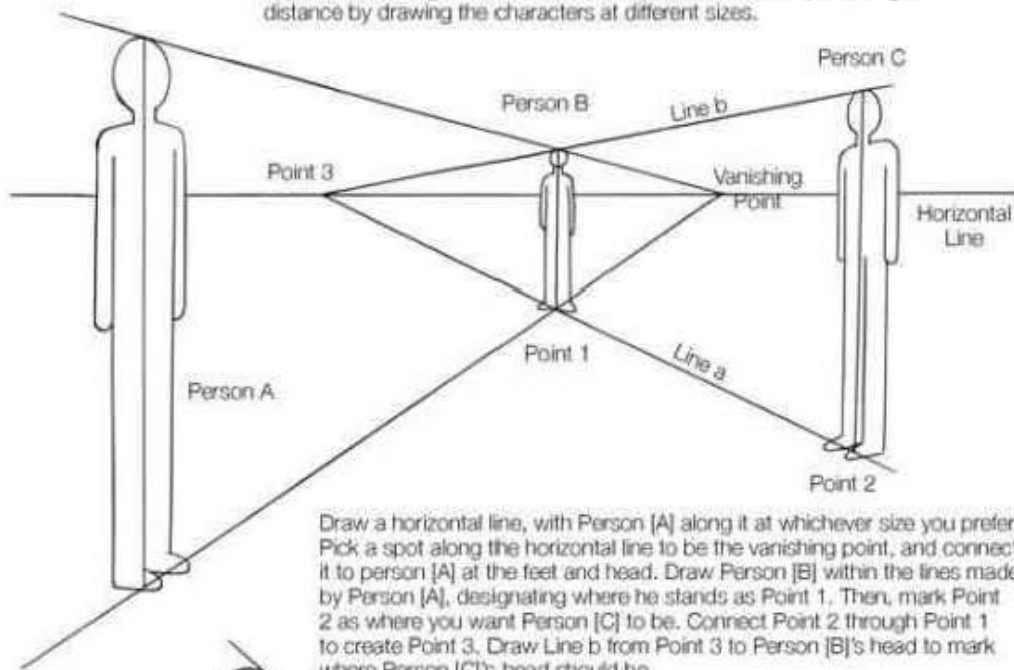 distance by drawing the characters at different sizes.
Person C
Person B
Line b
Point 3
Vanishing
Point
Horizontal
Line
Point 1
Line a
Person A
Point 2
Draw a horizontal line, with Person [A] along it at whichever size you prefer
Pick a spot along the horizontal line to be the vanishing point, and connect
it to person [A] at the feet and head. Draw Person [B] within the lines made
by Person [A], designating where he stands as Point 1. Then, mark Point
2 as where you want Person [C] to be. Connect Point 2 through Point 1
to create Point 3. Draw Line b from Point 3 to Person [B]'s head to mark
where Person [C]'s head should be.